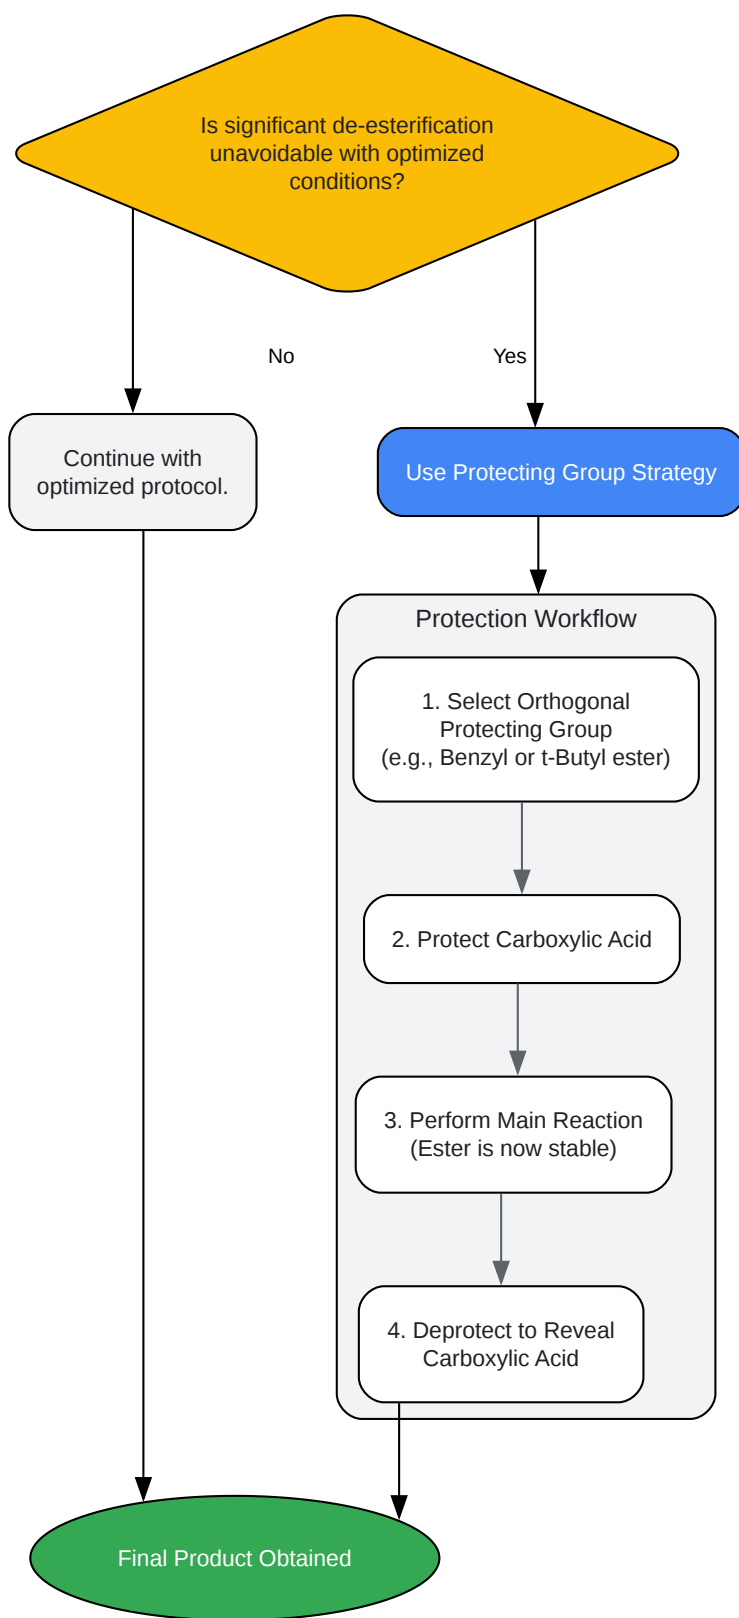 Is significant de-esterification
unavoidable with optimized
conditions?
No
Yes
Continue with
optimized protocol.
Use Protecting Group Strategy
Protection Workflow
1. Select Orthogonal
Protecting Group
(e.g., Benzyl or t-Butyl ester)
2. Protect Carboxylic Acid
3. Perform Main Reaction
(Ester is now stable)
4. Deprotect to Reveal
Carboxylic Acid
Final Product Obtained